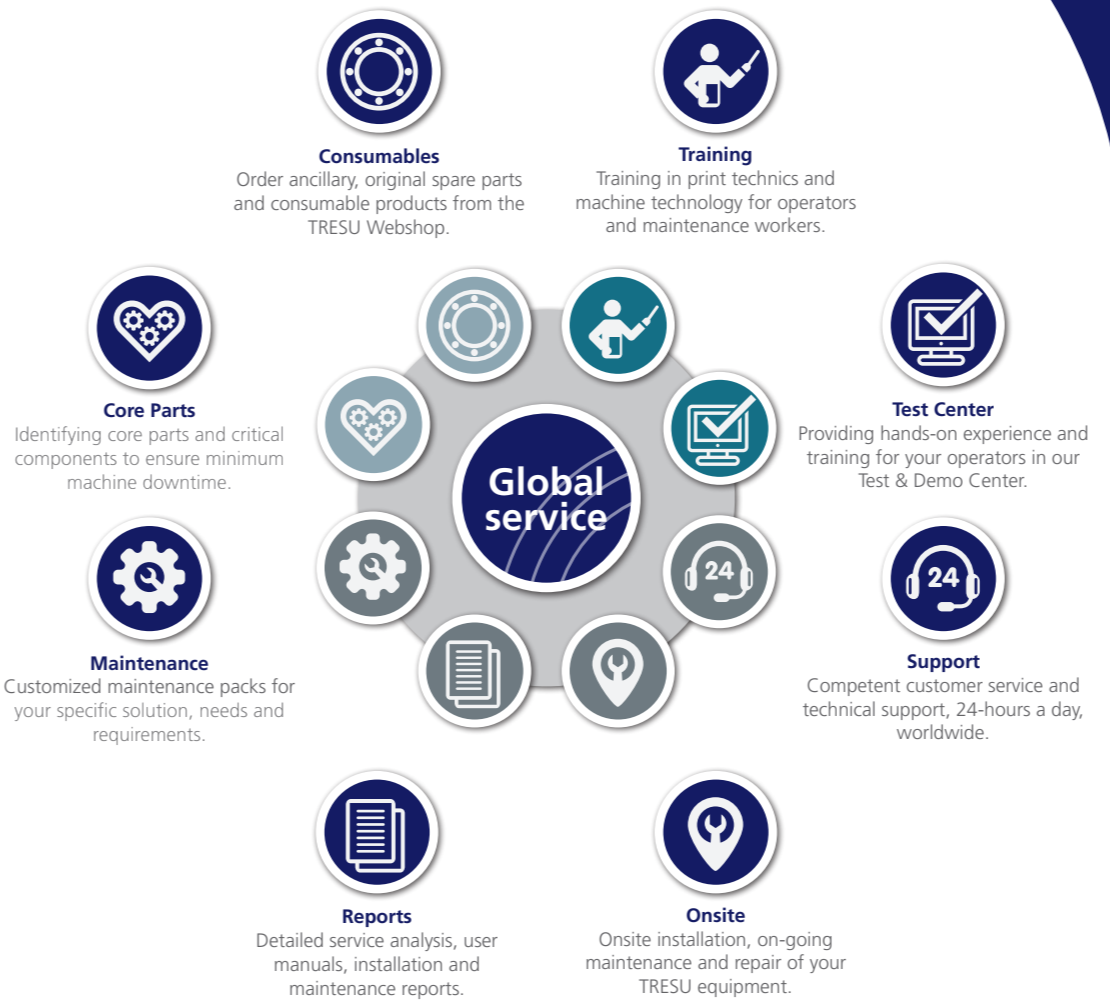 Consumables
Order ancillary, original spare parts
and consumable products from the
TRESU Webshop.
Training
Training in print technics and
machine technology for operators
and maintenance workers.
Core Parts
Identifying core parts and critical
components to ensure minimum
machine downtime.
Test Center
Providing hands-on experience and
training for your operators in our
Test & Demo Center.
Global
service
24
24
Maintenance
Customized maintenance packs for
your specific solution, needs and
requirements.
Support
Competent customer service and
technical support, 24-hours a day,
worldwide.
Reports
Detailed service analysis, user
manuals, installation and
maintenance reports.
Onsite
Onsite installation, on-going
maintenance and repair of your
TRESU equipment.